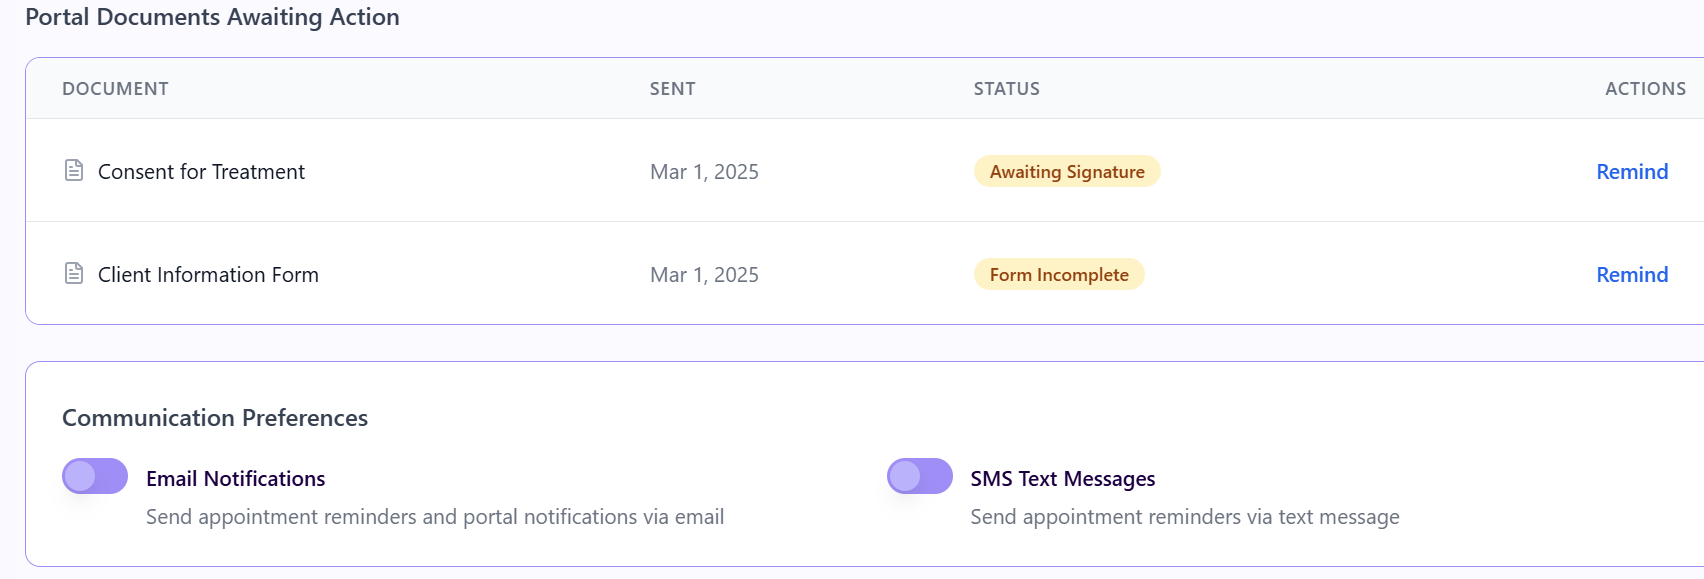 Portal Documents Awaiting Action
DOCUMENT SENT STATUS ACTIONS
Consent for Treatment Mar 1, 2025 Awaiting Signature Remind
Client Information Form Mar 1, 2025 Form Incomplete Remind
Communication Preferences
Email Notifications SMS Text Messages
Send appointment reminders and portal notifications via email Send appointment reminders via text message